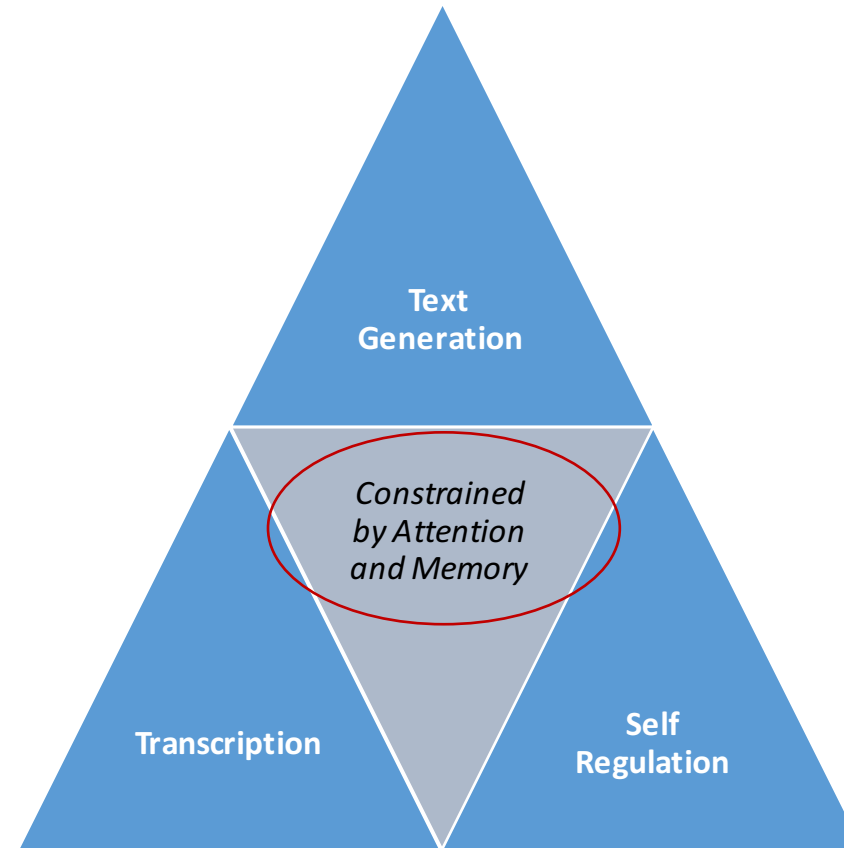 Text
Generation
Constrained
by Attention
and Memory
Transcription
Self
Regulation